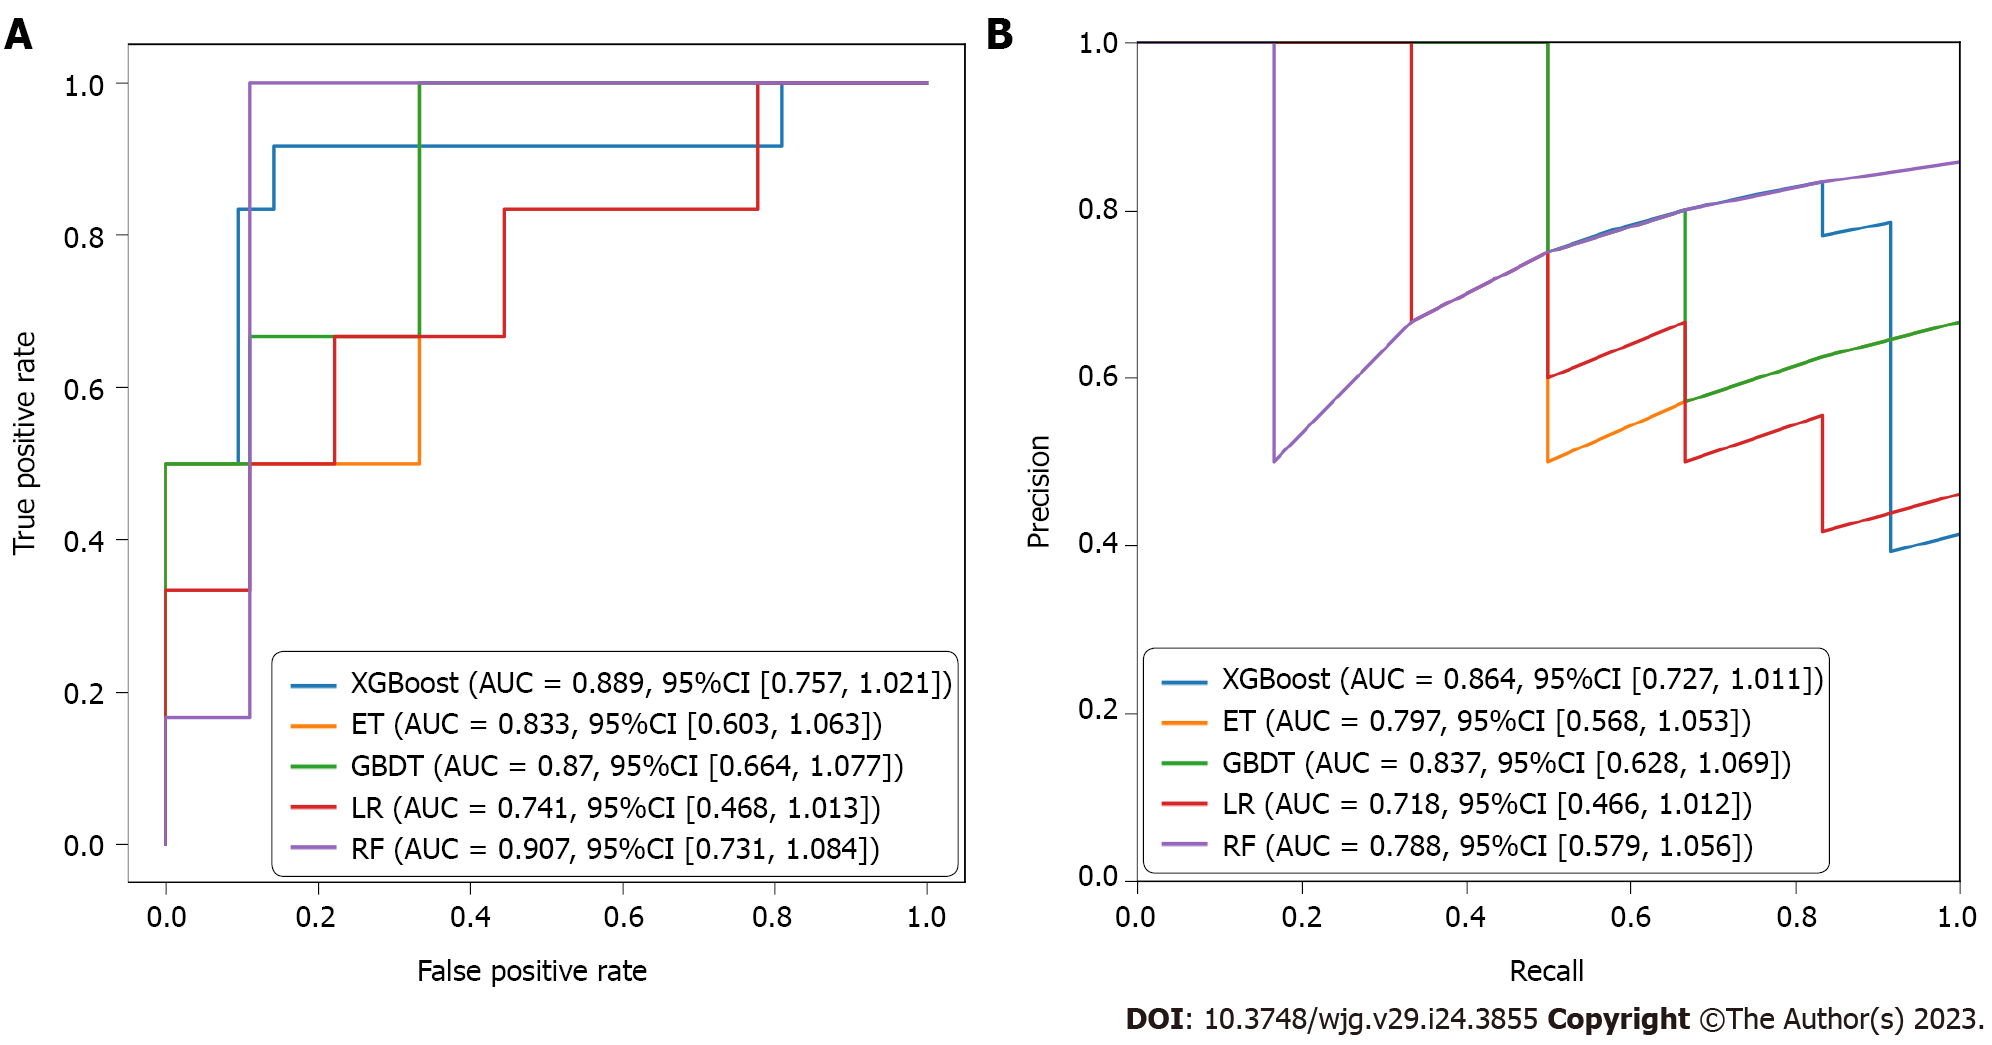 A
True positive rate
1.0
0.8
0.6
0.4
0.2
0.0
XGBoost (AUC = 0.889, 95%CI [0.757, 1.021])
ET (AUC = 0.833, 95%CI [0.603, 1.063])
GBDT (AUC = 0.87, 95%CI [0.664, 1.077])
LR (AUC = 0.741, 95%CI [0.468, 1.013])
RF (AUC = 0.907, 95%CI [0.731, 1.084])
0.0 0.2 0.4 0.6 0.8 1.0
False positive rate
B
Precision
1.0
0.8
0.6
0.4
0.2
0.0
XGBoost (AUC = 0.864, 95%CI [0.727, 1.011])
ET (AUC = 0.797, 95%CI [0.568, 1.053])
GBDT (AUC = 0.837, 95%CI [0.628, 1.069])
LR (AUC = 0.718, 95%CI [0.466, 1.012])
RF (AUC = 0.788, 95%CI [0.579, 1.056])
0.0 0.2 0.4 0.6 0.8 1.0
Recall
DOI: 10.3748/wjg.v29.i24.3855 Copyright ©The Author(s) 2023.